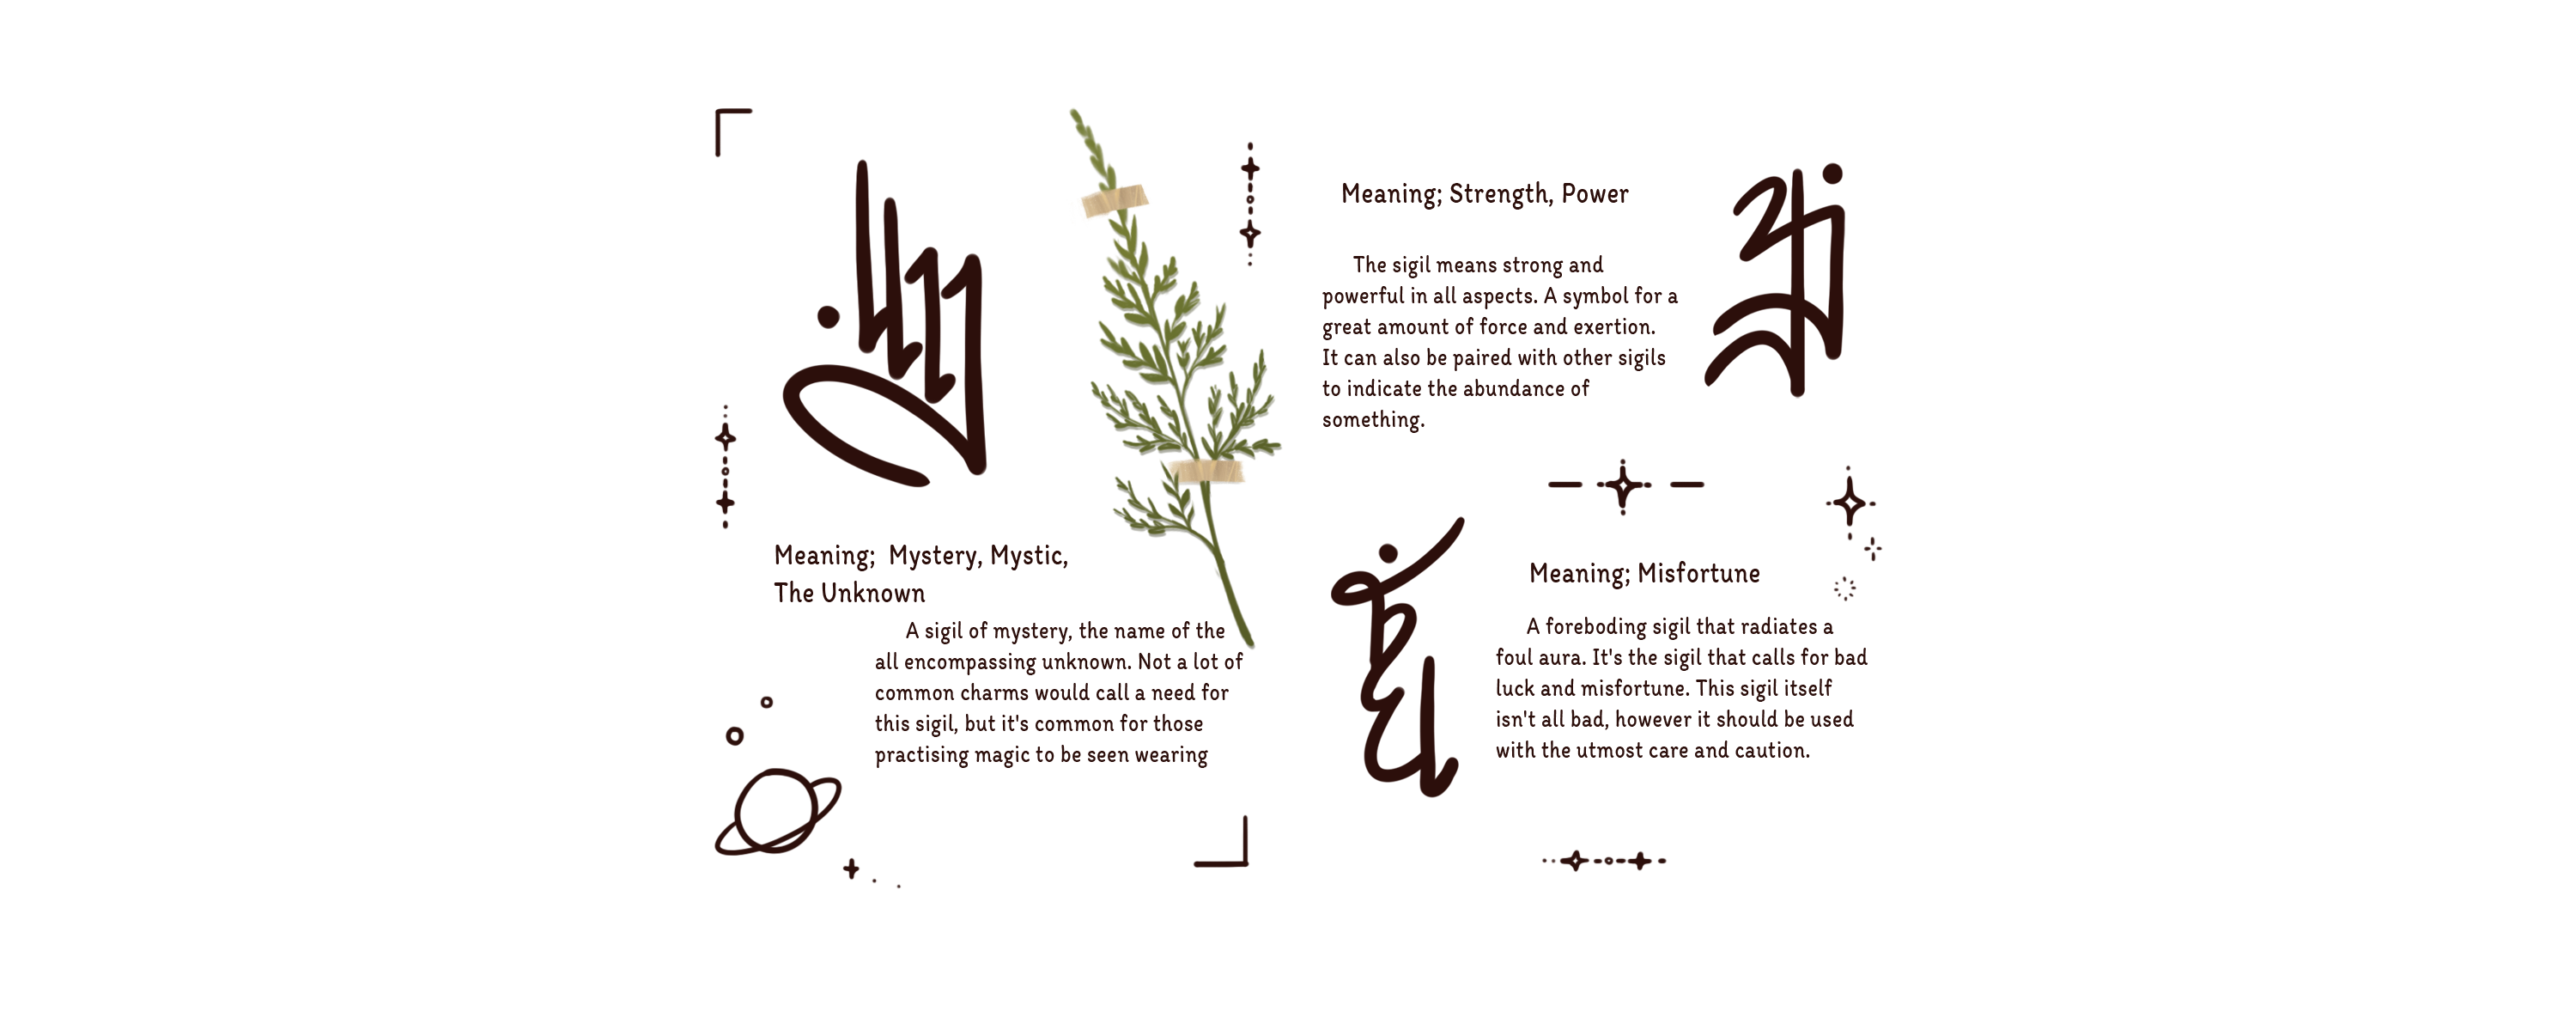 Meaning;  Mystery, Mystic,
The Unknown
A sigil of mystery, the name of the
all encompassing unknown. Not a lot of
common charms would call a need for
this sigil, but it's common for those
practising magic to be seen wearing
Meaning; Strength, Power
The sigil means strong and
powerful in all aspects. A symbol for a
great amount of force and exertion.
It can also be paired with other sigils
to indicate the abundance of
something.
Meaning; Misfortune
A foreboding sigil that radiates a
foul aura. It's the sigil that calls for bad
luck and misfortune. This sigil itself
isn't all bad, however it should be used
with the utmost care and caution.